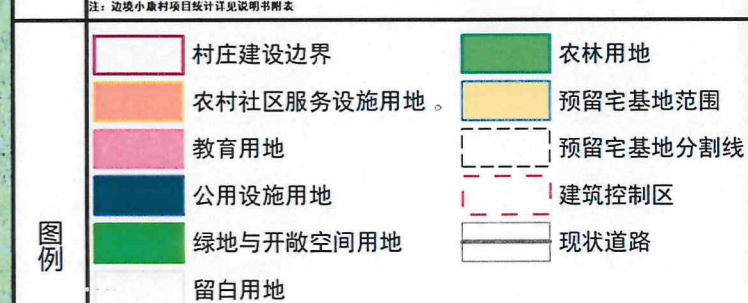 注：边境小康村项目统计详见说明书附表
图例
村庄建设边界
农村社区服务设施用地。
教育用地
公用设施用地
绿地与开敞空间用地
留白用地
农林用地
预留宅基地范围
预留宅基地分割线
建筑控制区
现状道路